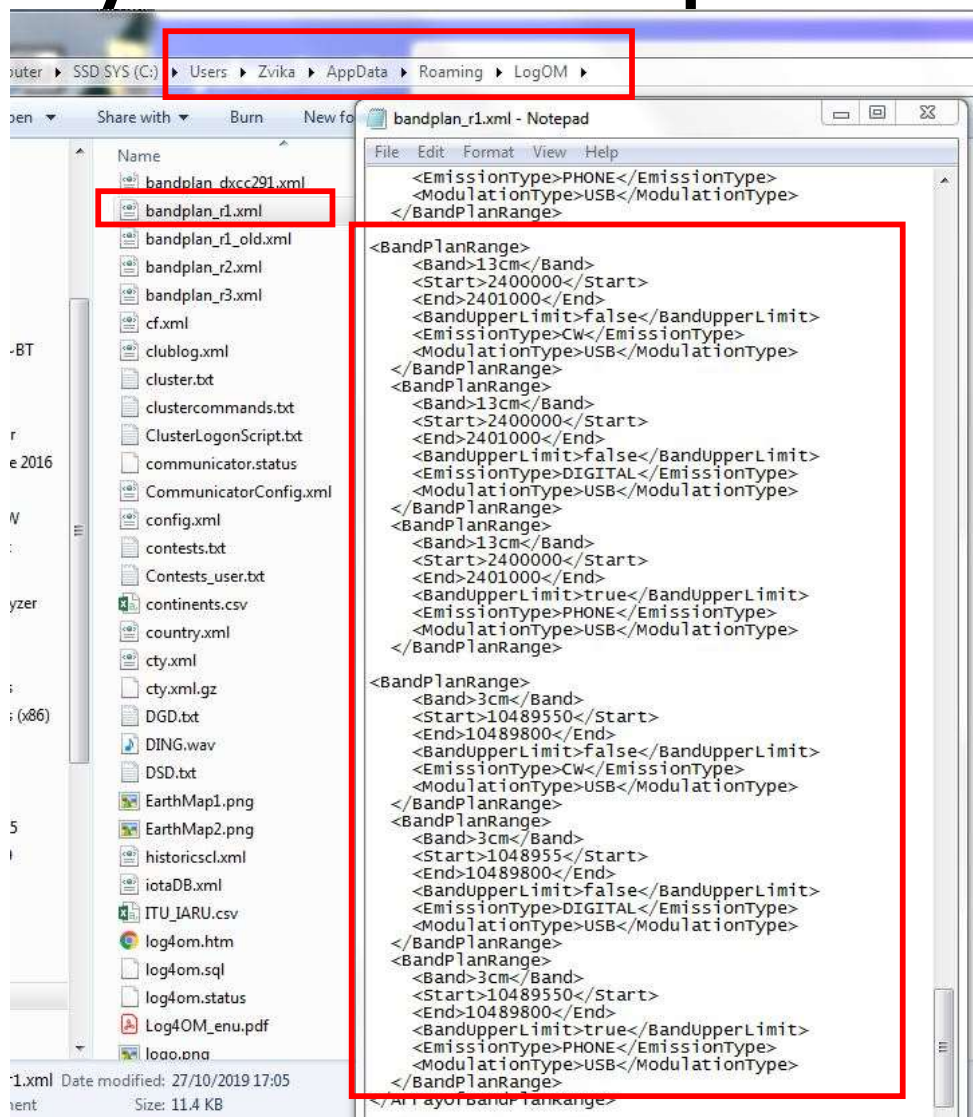 SSD SYS (C:) ▸ Users ▸ Zvika ▸ AppData ▸ Roaming ▸ LogOM ▸
Share with Burn
bandplan_r1.xml - Notepad
File Edit Format View Help
Name
bandplan_dxcc291.xml
bandplan_r1.xml
bandplan_r1_old.xml
bandplan_r2.xml
bandplan_r3.xml
cf.xml
clublog.xml
cluster.txt
clustercommands.txt
ClusterLogonScript.txt
communicator.status
CommunicatorConfig.xml
config.xml
contests.txt
Contests_user.txt
continents.csv
country.xml
cty.xml
cty.xml.gz
DGD.txt
DING.wav
DSD.txt
EarthMap1.png
EarthMap2.png
historicscl.xml
iotaDB.xml
ITU_IARU.csv
log4om.htm
log4om.sql
log4om.status
Log4OM_enu.pdf
logo.png
-BT
e 2016
yzer
(x86)
<EmissionType>PHONE</EmissionType>
<ModulationType>USB</ModulationType>
</BandPlanRange>
<BandPlanRange>
<Band>13cm</Band>
<Start>2400000</Start>
<End>2401000</End>
<BandUpperLimit>false</BandUpperLimit>
<EmissionType>CW</EmissionType>
<ModulationType>USB</ModulationType>
</BandPlanRange>
<BandPlanRange>
<Band>13cm</Band>
<Start>2400000</Start>
<End>2401000</End>
<BandUpperLimit>false</BandUpperLimit>
<EmissionType>DIGITAL</EmissionType>
<ModulationType>USB</ModulationType>
</BandPlanRange>
<BandPlanRange>
<Band>13cm</Band>
<Start>2400000</Start>
<End>2401000</End>
<BandUpperLimit>true</BandUpperLimit>
<EmissionType>PHONE</EmissionType>
<ModulationType>USB</ModulationType>
</BandPlanRange>
<BandPlanRange>
<Band>3cm</Band>
<Start>10489550</Start>
<End>10489800</End>
<BandUpperLimit>false</BandUpperLimit>
<EmissionType>CW</EmissionType>
<ModulationType>USB</ModulationType>
</BandPlanRange>
<BandPlanRange>
<Band>3cm</Band>
<Start>1048955</Start>
<End>10489800</End>
<BandUpperLimit>false</BandUpperLimit>
<EmissionType>DIGITAL</EmissionType>
<ModulationType>USB</ModulationType>
</BandPlanRange>
<BandPlanRange>
<Band>3cm</Band>
<Start>10489550</Start>
<End>10489800</End>
<BandUpperLimit>true</BandUpperLimit>
<EmissionType>PHONE</EmissionType>
<ModulationType>USB</ModulationType>
</BandPlanRange>
</ArrayOfBandPlanRange>
r1.xml Date modified: 27/10/2019 17:05
Size: 11.4 KB